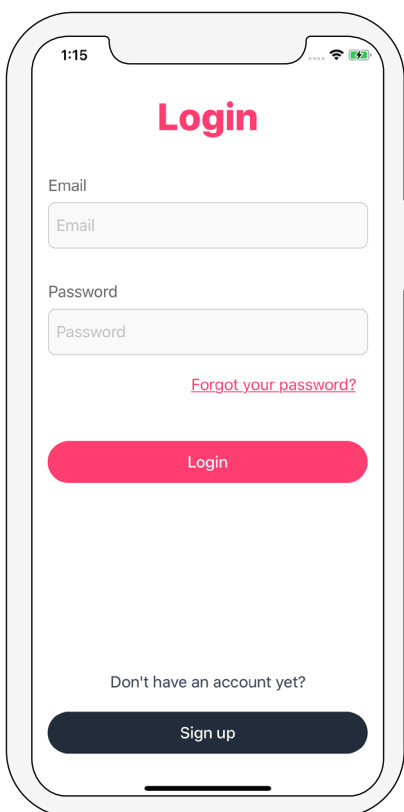 1:15
Login
Email
Email
Password
Password
Forgot your password?
Login
Don't have an account yet?
Sign up